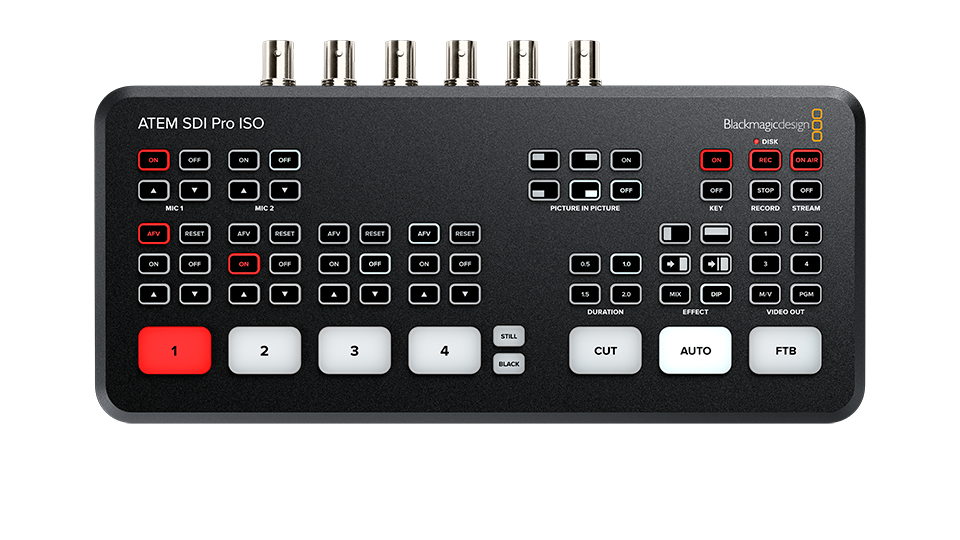 ATEM SDI Pro ISO
Blackmagicdesign
DISK
ON OFF ON OFF ON ON REC ON AIR
OFF OFF STOP OFF
MIC 1 MIC 2 PICTURE IN PICTURE KEY RECORD STREAM
AFV RESET AFV RESET AFV RESET AFV RESET 1 2
ON OFF ON OFF ON OFF ON OFF 0.5 1.0 3 4
1.5 2.0 MIX DIP M/V PGM
DURATION EFFECT VIDEO OUT
1 2 3 4 STILL CUT AUTO FTB
BLACK